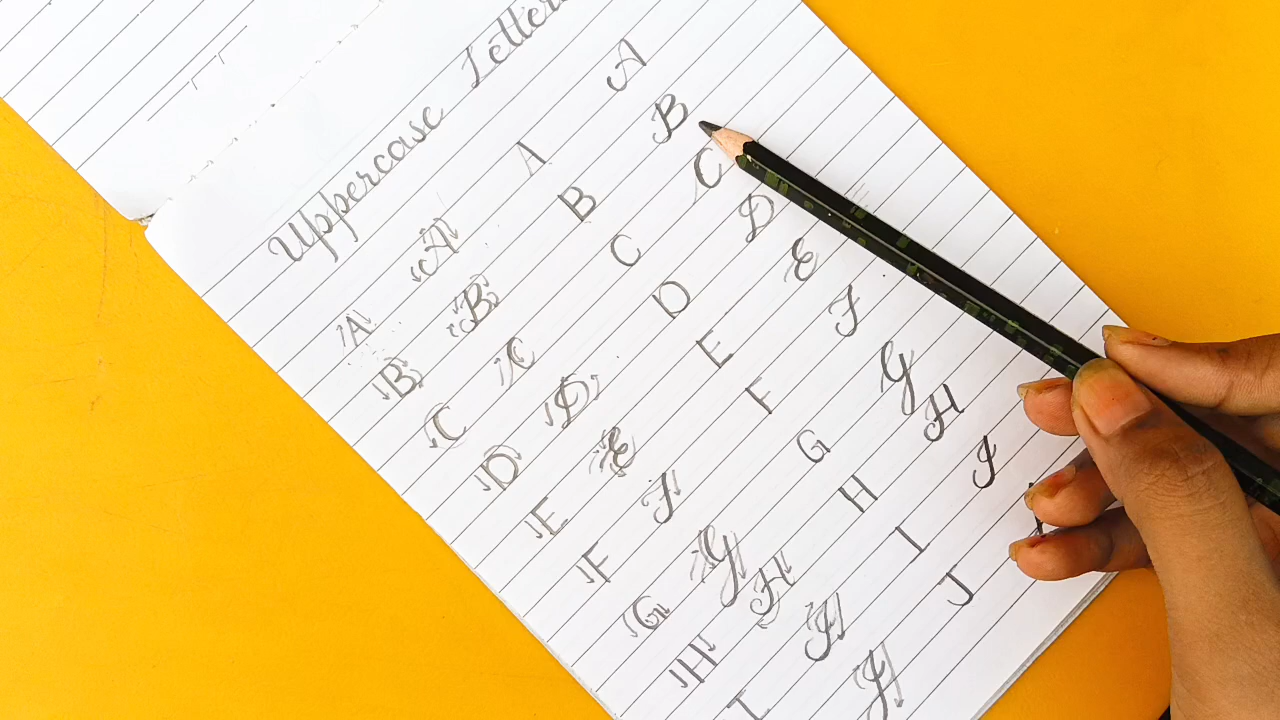 Uppercase Letters
A A A A
B B B B
C C C C
D D D D
E E E E
F F F F
G G G G
H H H H
I I I I
J J